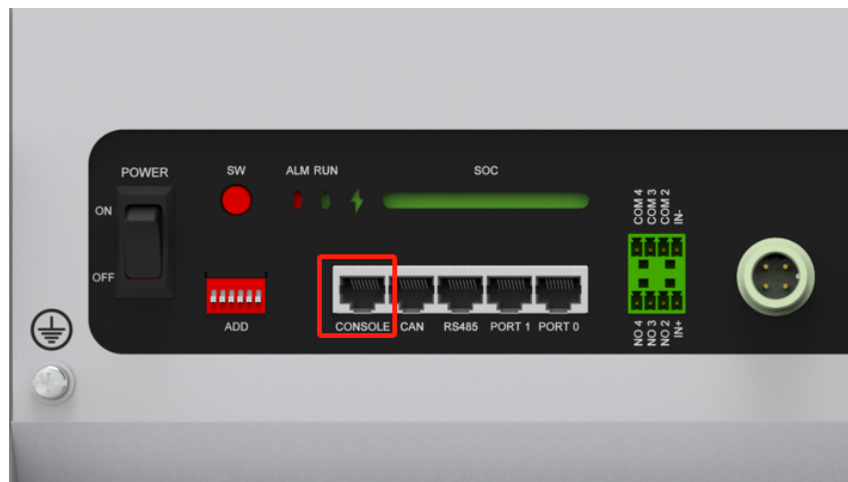 POWER
SW
ALM RUN
SOC
ON
OFF
ADD
CONSOLE
CAN
RS485
PORT 1
PORT 0
COM 4
COM 3
COM 2
IN-
NO 4
NO 3
NO 2
IN+